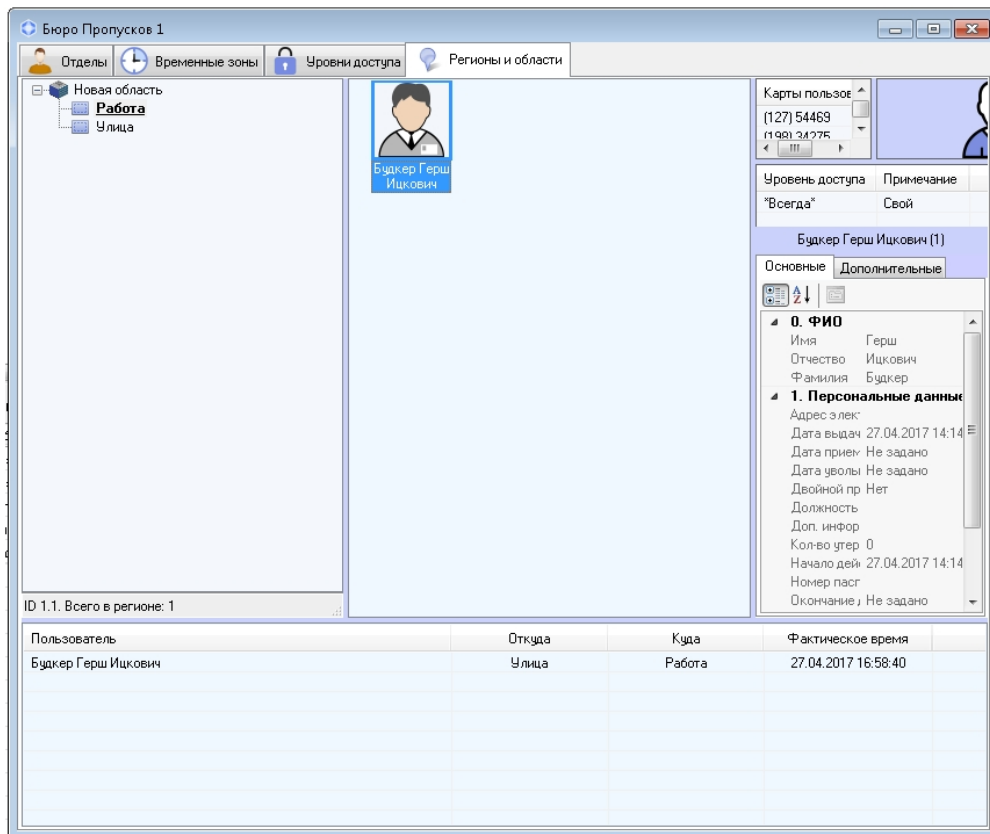 Бюро Пропусков 1
Отделы Временные зоны Уровни доступа Регионы и области
Новая область
Работа
Улица
ID 1.1. Всего в регионе: 1
Будкер Герш
Ицкович
Карты пользов
(127) 54469
(198) 34275
Уровень доступа Примечание
"Всегда" Свой
Будкер Герш Ицкович (1)
Основные Дополнительные
0. ФИО
Имя Герш
Отчество Ицкович
Фамилия Будкер
1. Персональные данные
Адрес элек
Дата выдач 27.04.2017 14:14
Дата прием Не задано
Дата уволь Не задано
Двойной пр Нет
Должность
Доп. инфор
Кол-во утер 0
Начало дей 27.04.2017 14:14
Номер пасп
Окончание Не задано
Пользователь Откуда Куда Фактическое время
Будкер Герш Ицкович Улица Работа 27.04.2017 16:58:40